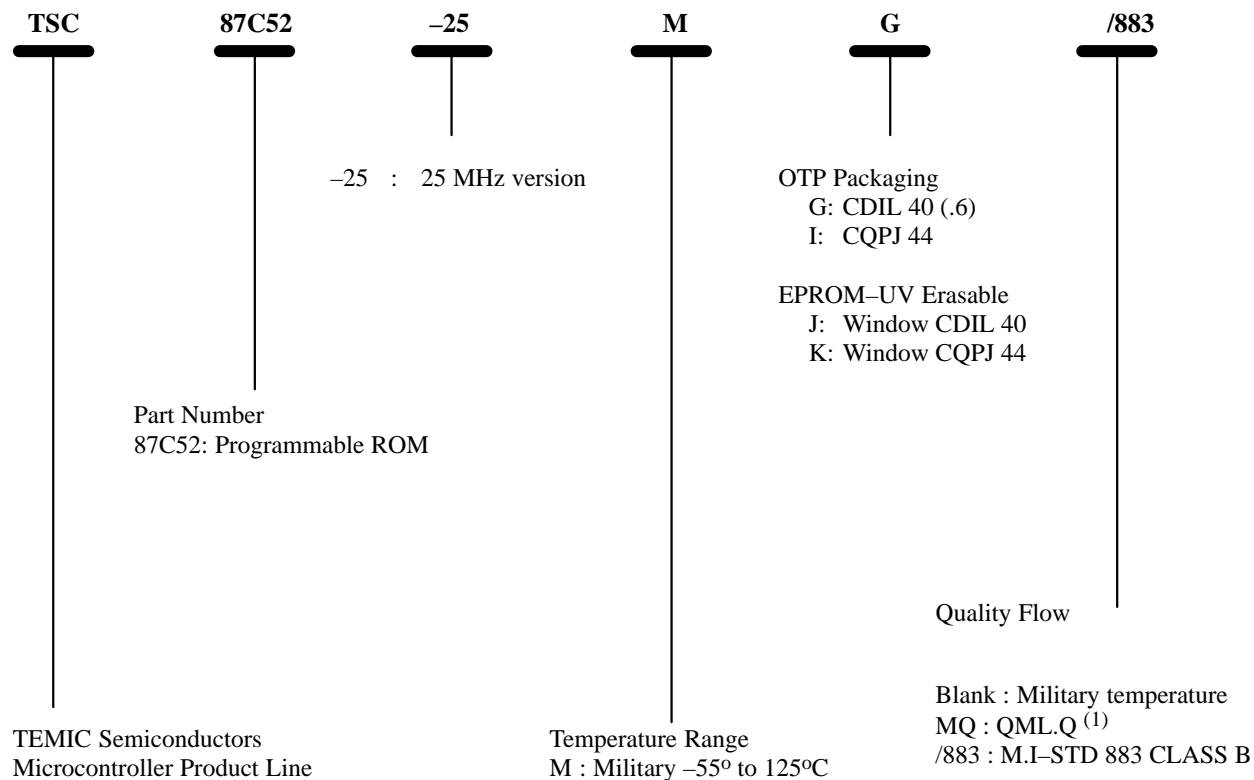 TSC 87C52 –25 M G /883
–25 : 25 MHz version
OTP Packaging
G: CDIL 40 (.6)
I: CQPJ 44
EPROM–UV Erasable
J: Window CDIL 40
K: Window CQPJ 44
Part Number
87C52: Programmable ROM
Quality Flow
Blank : Military temperature
MQ : QML.Q (1)
/883 : M.I–STD 883 CLASS B
TEMIC Semiconductors
Microcontroller Product Line
Temperature Range
M : Military –55o to 125oC